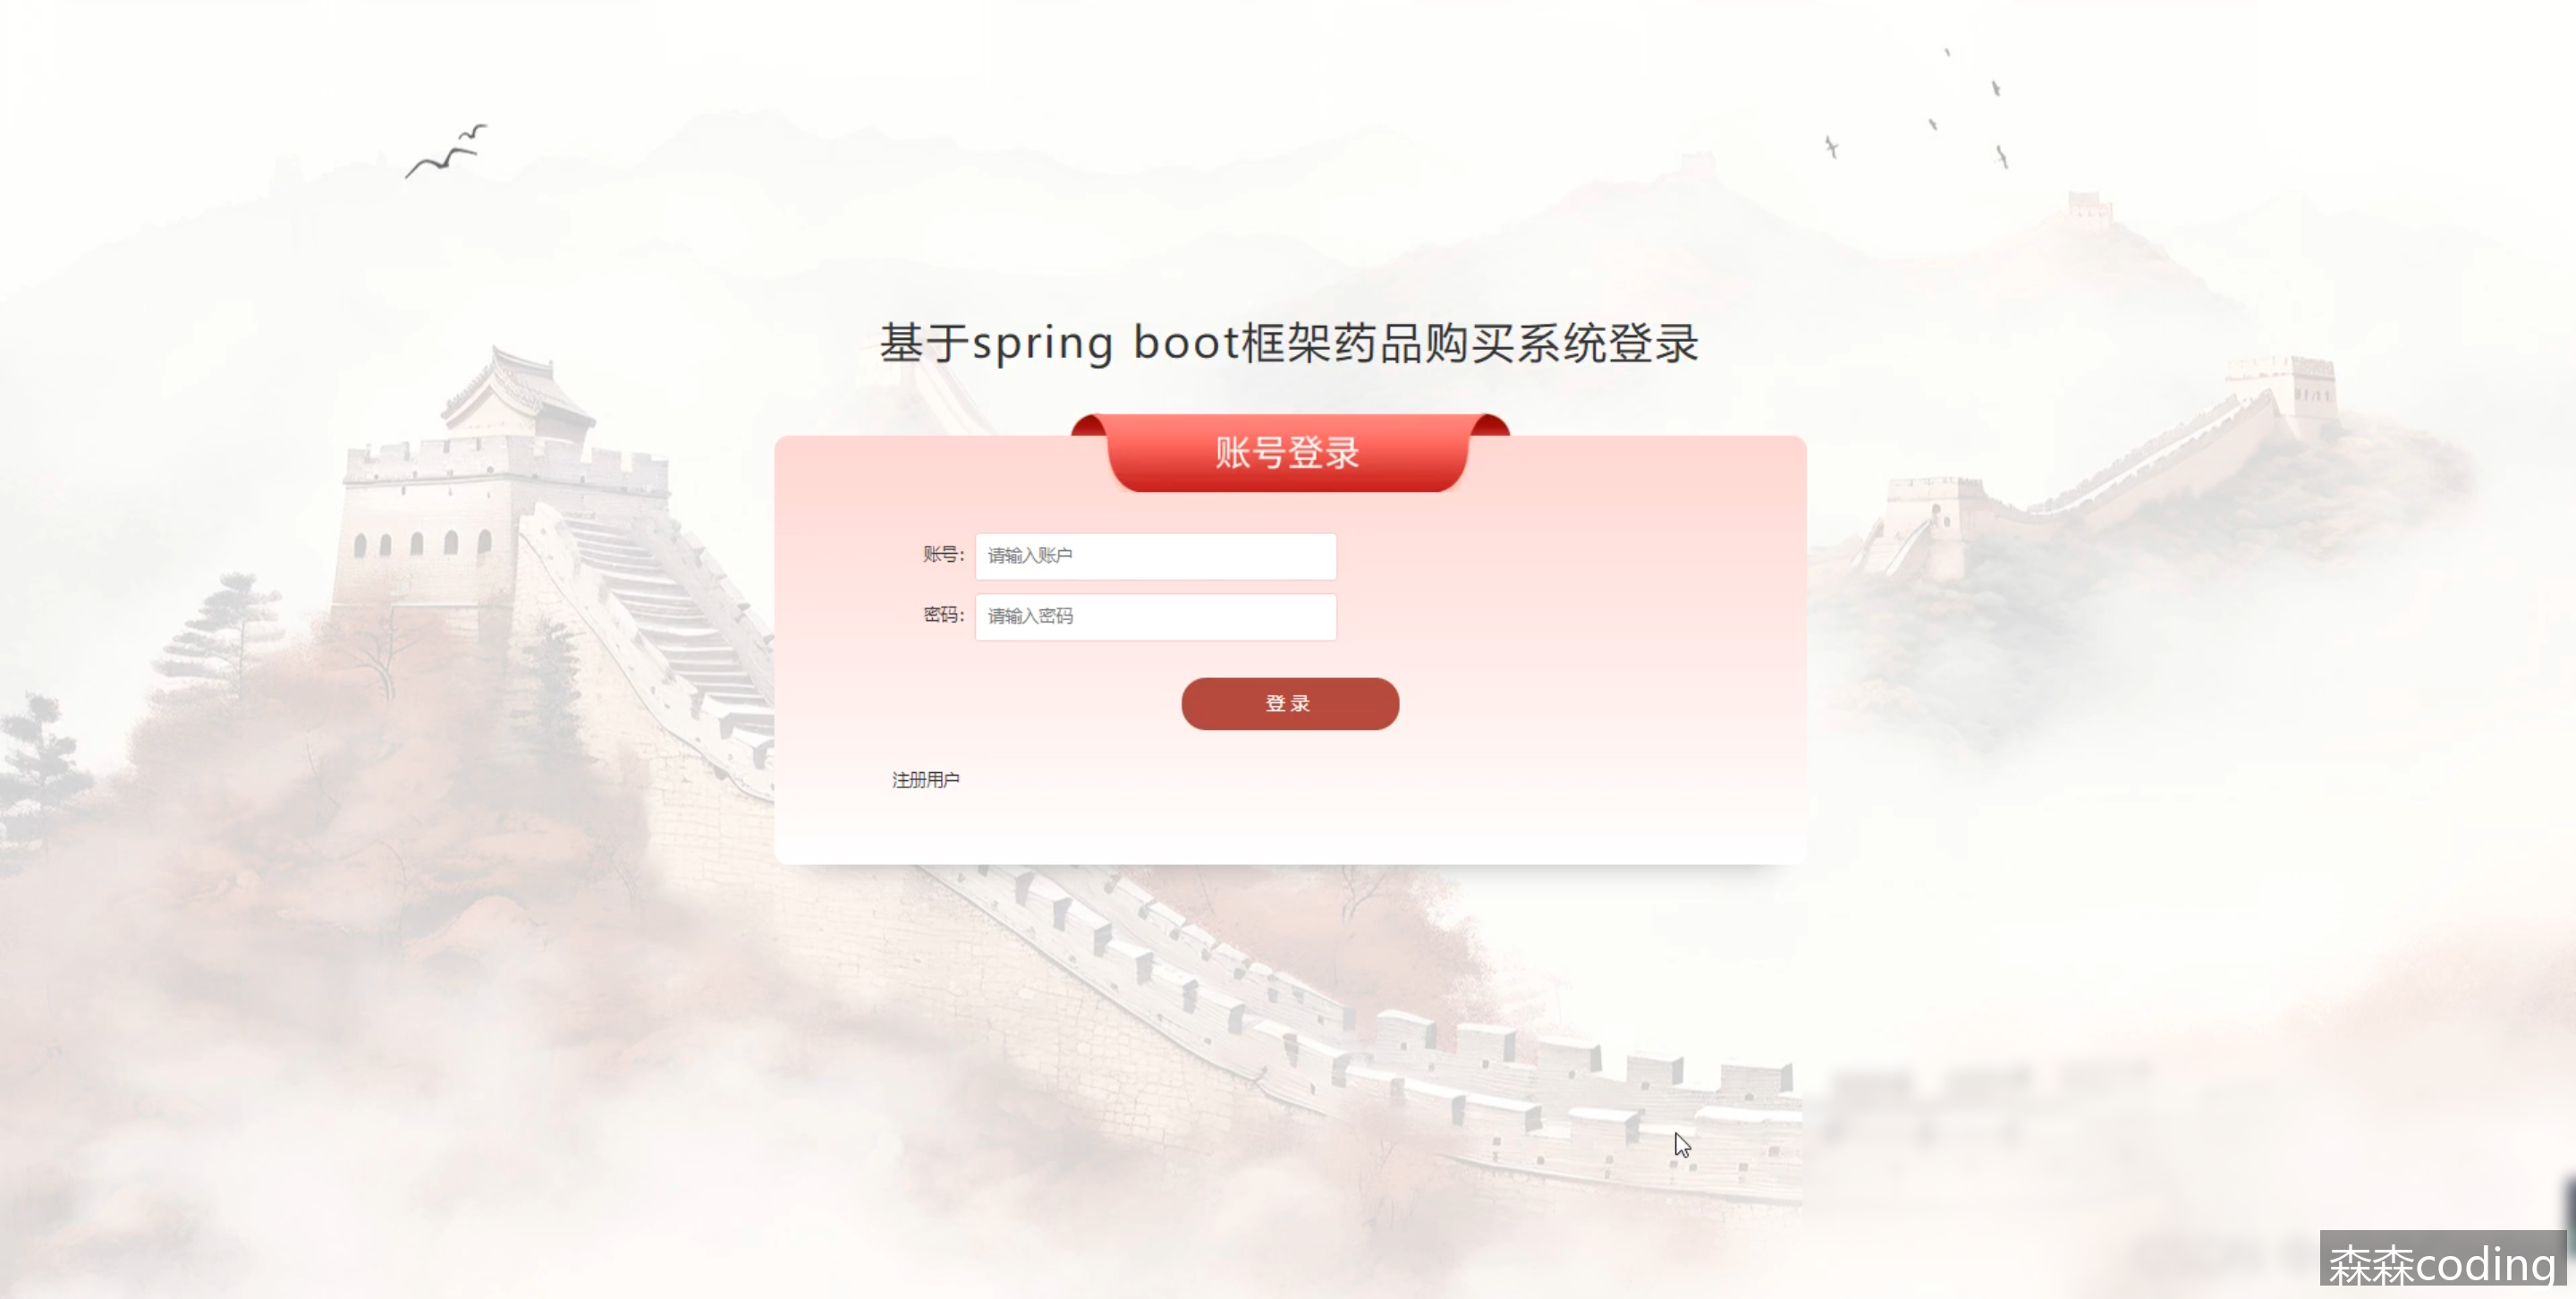 基于spring boot框架药品购买系统登录
账号登录
账号: 请输入账户
密码: 请输入密码
登 录
注册用户
森森coding